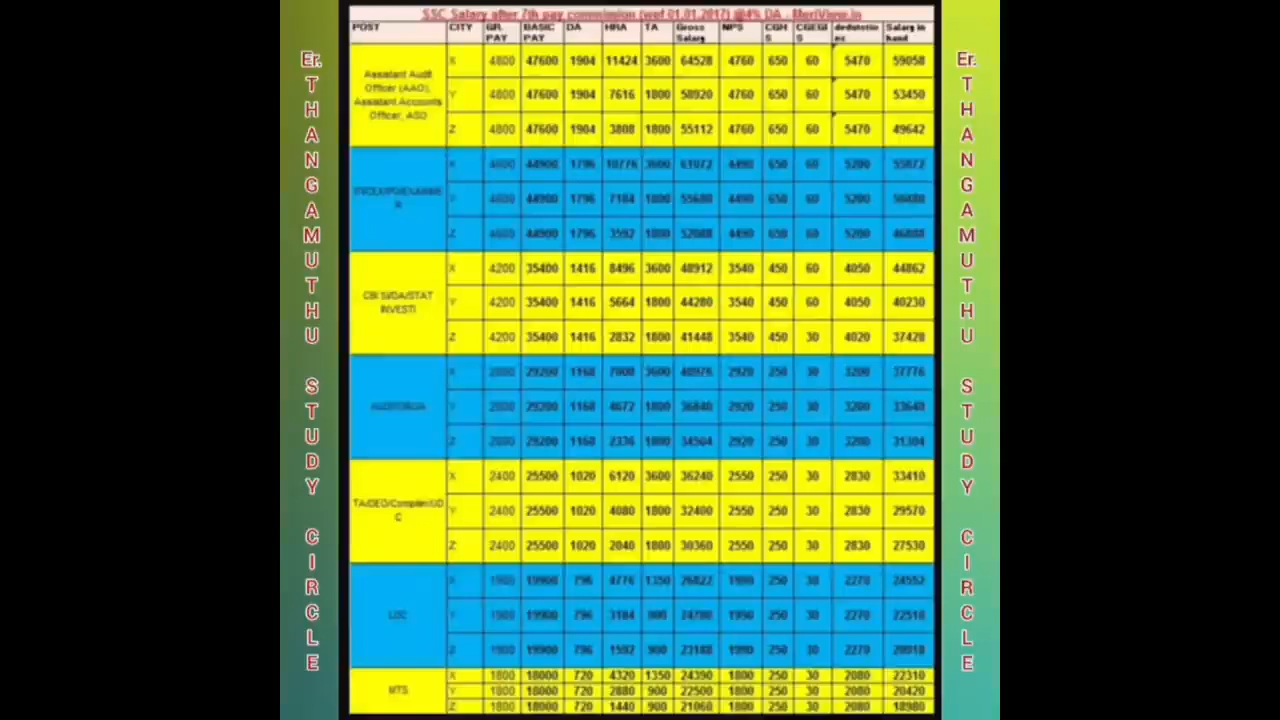 SSC Salary after 7th pay commission (wef 01.01.2017) @4% DA - MeriView.in
POST CITY GR. PAY BASIC PAY DA HRA TA Gross Salary NPS CGHS CGEGIS Salary in hand
Assistant Audit
Officer (AAO),
Assistant Accounts
Officer, ASO
X 4800 47600 1904 11424 3600 64528 4760 650 60 5470 59058
Y 4800 47600 1904 7616 1800 58920 4760 650 60 5470 53450
Z 4800 47600 1904 3808 1800 55112 4760 650 60 5470 49642
X 4600 44900 1796 10776 3600 61072 4490 650 60 5200 55872
Y 4600 44900 1796 7184 1800 55680 4490 650 60 5200 50480
Z 4600 44900 1796 3592 1800 52088 4490 650 60 5200 46888
CBI SI/DA/STAT
INVESTI
X 4200 35400 1416 8496 3600 48912 3540 450 60 4050 44862
Y 4200 35400 1416 5664 1800 44280 3540 450 60 4050 40230
Z 4200 35400 1416 2832 1800 41448 3540 450 30 4020 37428
X 2800 29200 1168 7008 3600 40976 2920 250 30 3200 37776
Y 2800 29200 1168 4672 1800 36840 2920 250 30 3200 33640
Z 2800 29200 1168 2336 1800 34504 2920 250 30 3200 31304
X 2400 25500 1020 6120 3600 36240 2550 250 30 2830 33410
Y 2400 25500 1020 4080 1800 32400 2550 250 30 2830 29570
Z 2400 25500 1020 2040 1800 30360 2550 250 30 2830 27530
LDC
X 1900 19900 796 4776 1350 26822 1990 250 30 2270 24552
Y 1900 19900 796 3184 900 24780 1990 250 30 2270 22510
Z 1900 19900 796 1592 900 23188 1990 250 30 2270 20918
MTS
X 1800 18000 720 4320 1350 24390 1800 250 30 2080 22310
Y 1800 18000 720 2880 900 22500 1800 250 30 2080 20420
Z 1800 18000 720 1440 900 21060 1800 250 30 2080 18980
Er. THANGAMUTHU STUDY CIRCLE
Er. THANGAMUTHU STUDY CIRCLE